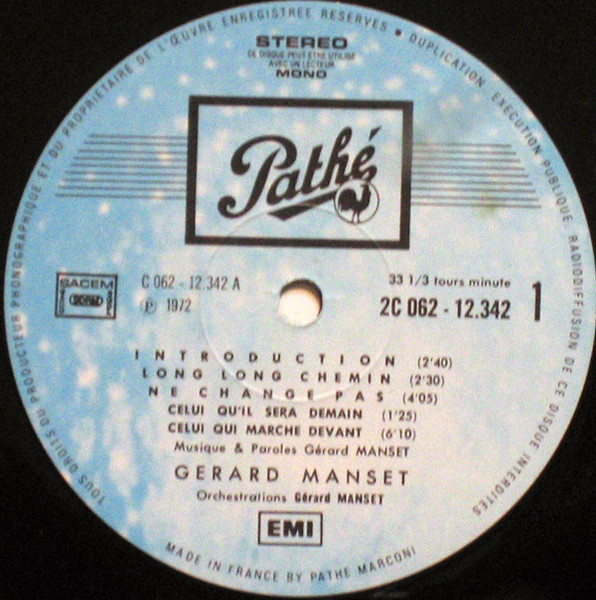 TOUS DROITS DU PRODUCTEUR PHONOGRAPHIQUE ET DU PROPRIETAIRE DE L'ŒUVRE ENREGISTREE RESERVES • DUPLICATION EXECUTION PUBLIQUE RADIODIFFUSION DE CE DISQUE INTERDITES
STEREO
CE DISQUE PEUT ETRE UTILISE
AVEC UN LECTEUR
MONO
Pathé
SACEM
C 062 - 12.342 A
33 1/3 tours minute
℗ 1972
2C 062 - 12.342
1
INTRODUCTION (2'40)
LONG LONG CHEMIN (2'30)
NE CHANGE PAS (4'05)
CELUI QU'IL SERA DEMAIN (1'25)
CELUI QUI MARCHE DEVANT (6'10)
Musique & Paroles Gérard MANSET
GERARD MANSET
Orchestrations Gérard MANSET
EMI
MADE IN FRANCE BY PATHE MARCONI